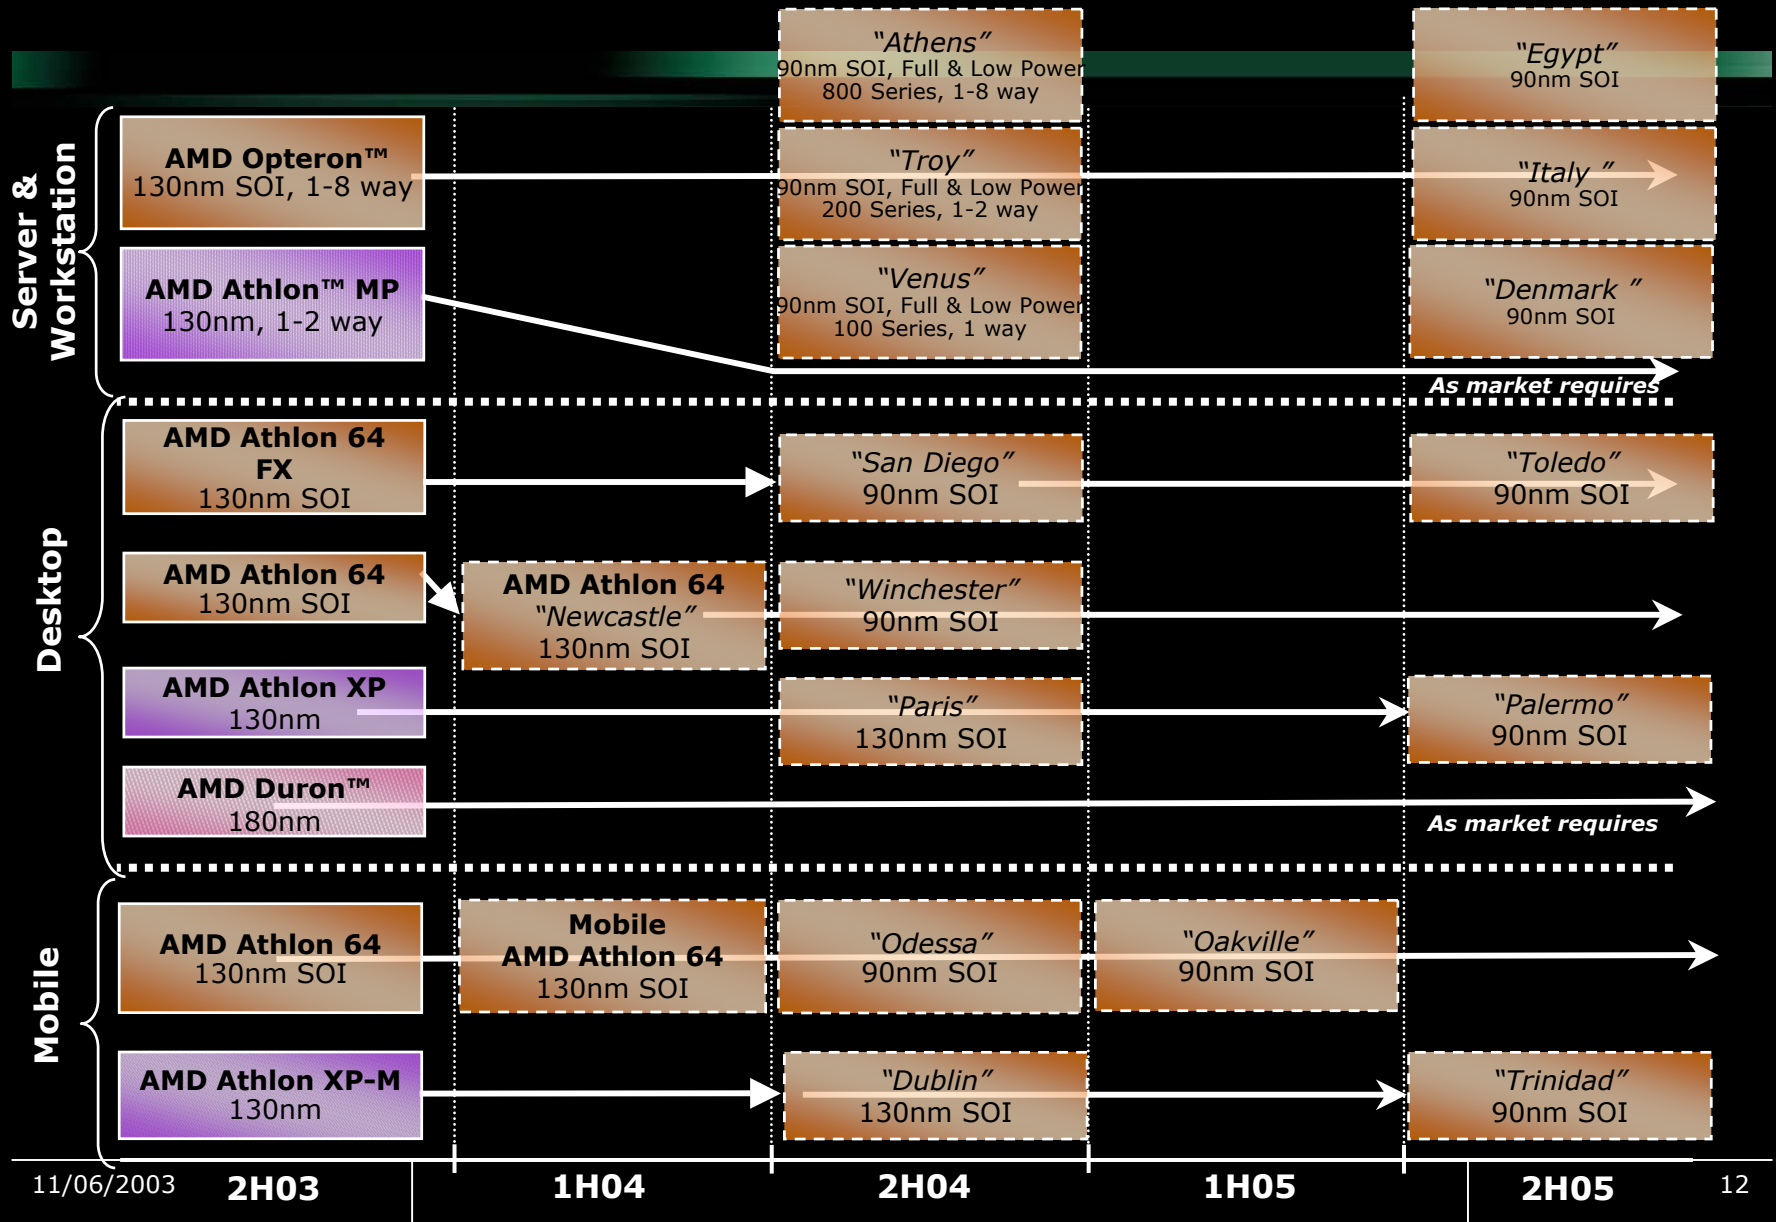 “Athens”
90nm SOI, Full & Low Power
800 Series, 1-8 way
“Egypt”
90nm SOI
Server &
Workstation
AMD Opteron™
130nm SOI, 1-8 way
“Troy”
90nm SOI, Full & Low Power
200 Series, 1-2 way
“Italy ”
90nm SOI
AMD Athlon™ MP
130nm, 1-2 way
“Venus”
90nm SOI, Full & Low Power
100 Series, 1 way
“Denmark ”
90nm SOI
As market requires
Desktop
AMD Athlon 64
FX
130nm SOI
“San Diego”
90nm SOI
“Toledo”
90nm SOI
AMD Athlon 64
130nm SOI
AMD Athlon 64
“Newcastle”
130nm SOI
“Winchester”
90nm SOI
AMD Athlon XP
130nm
“Paris”
130nm SOI
“Palermo”
90nm SOI
AMD Duron™
180nm
As market requires
Mobile
AMD Athlon 64
130nm SOI
Mobile
AMD Athlon 64
130nm SOI
“Odessa”
90nm SOI
“Oakville”
90nm SOI
AMD Athlon XP-M
130nm
“Dublin”
130nm SOI
“Trinidad”
90nm SOI
11/06/2003
2H03
1H04
2H04
1H05
2H05
12